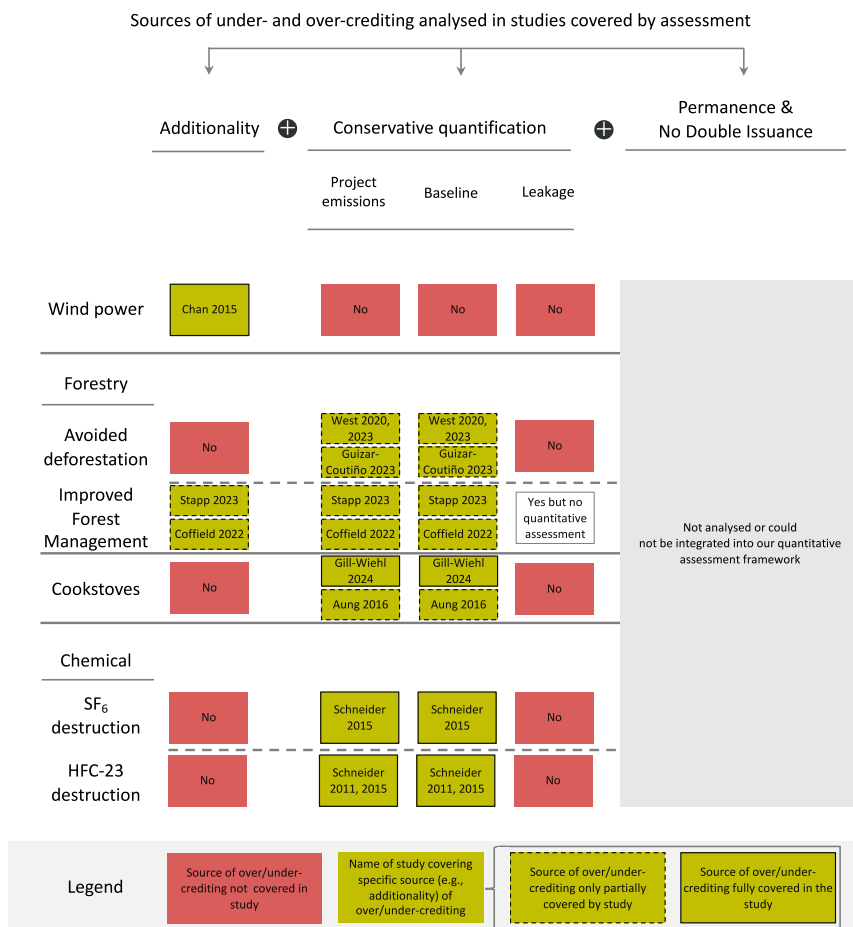 Sources of under- and over-crediting analysed in studies covered by assessment
Additionality
Conservative quantification
Permanence &
No Double Issuance
Project
emissions
Baseline
Leakage
Wind power
Chan 2015
No
No
No
Forestry
Avoided
deforestation
No
West 2020,
2023
Guizar-
Coutiño 2023
West 2020,
2023
Guizar-
Coutiño 2023
No
Improved
Forest
Management
Stapp 2023
Coffield 2022
Stapp 2023
Coffield 2022
Stapp 2023
Coffield 2022
Yes but no
quantitative
assessment
Not analysed or could
not be integrated into our quantitative
assessment framework
Cookstoves
No
Gill-Wiehl
2024
Aung 2016
Gill-Wiehl
2024
Aung 2016
No
Chemical
SF6
destruction
No
Schneider
2015
Schneider
2015
No
HFC-23
destruction
No
Schneider
2011, 2015
Schneider
2011, 2015
No
Legend
Source of over/under-
crediting not covered in
study
Name of study covering
specific source (e.g.,
additionality) of
over/under-crediting
Source of over/under-
crediting only partially
covered by study
Source of over/under-
crediting fully covered in the
study